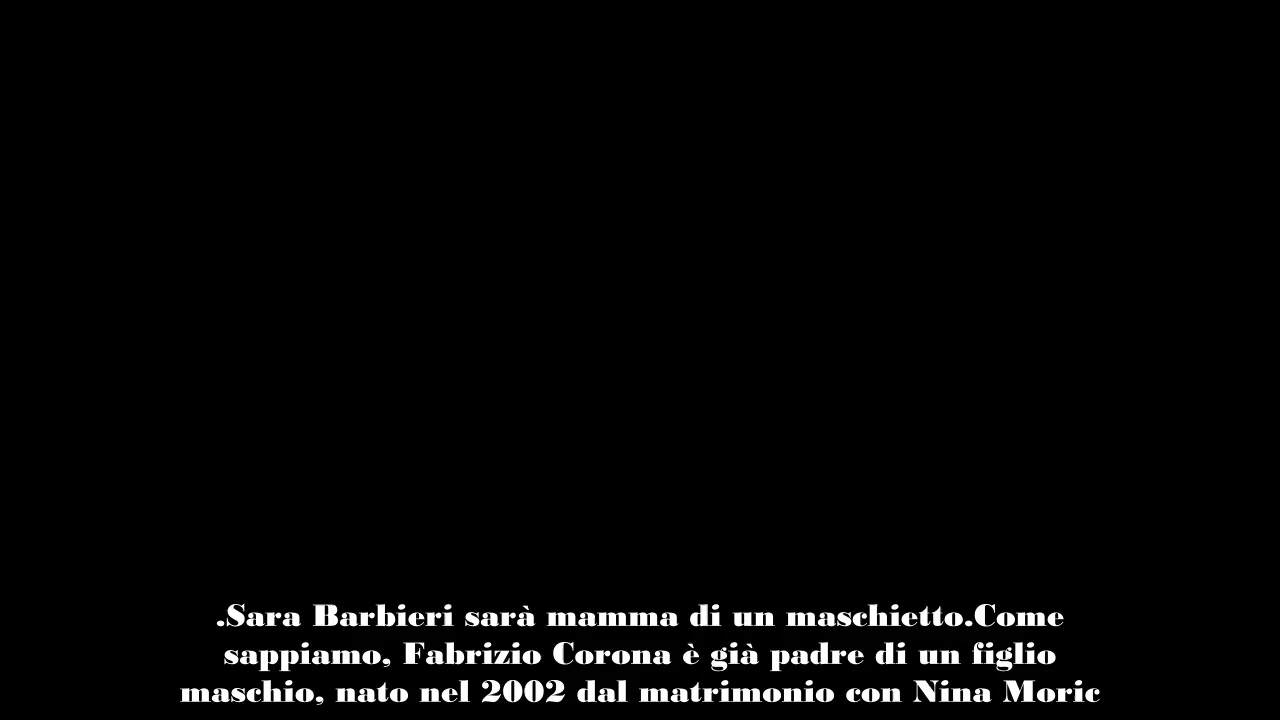 .Sara Barbieri sarà mamma di un maschietto.Come
sappiamo, Fabrizio Corona è già padre di un figlio
maschio, nato nel 2002 dal matrimonio con Nina Moric